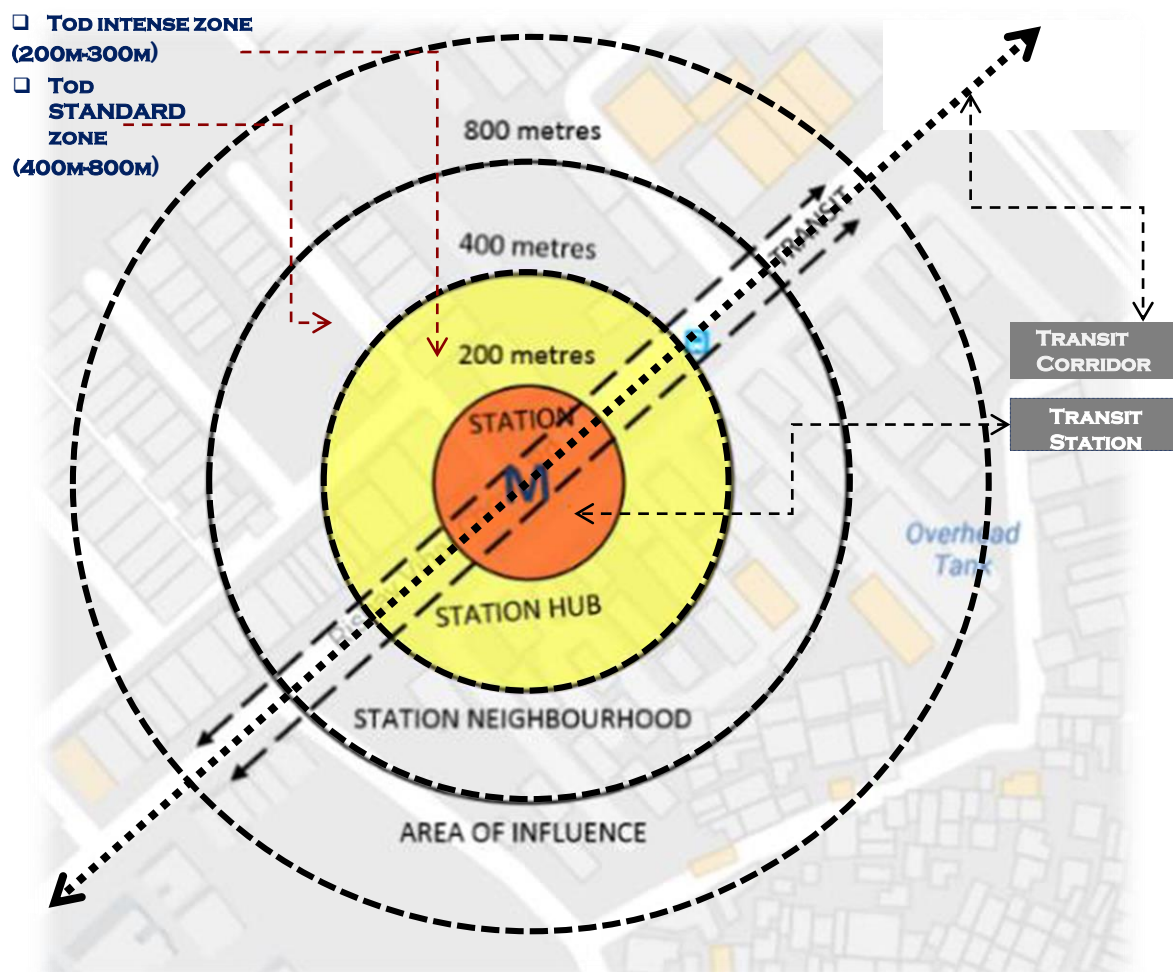 ❑ TOD INTENSE ZONE
(200M-300M)
❑ TOD
STANDARD
ZONE
(400M-800M)
800 metres
TRANSIT
400 metres
200 metres
STATION
M
TRANSIT
CORRIDOR
TRANSIT
STATION
Overhead
Tank
STATION HUB
STATION NEIGHBOURHOOD
AREA OF INFLUENCE